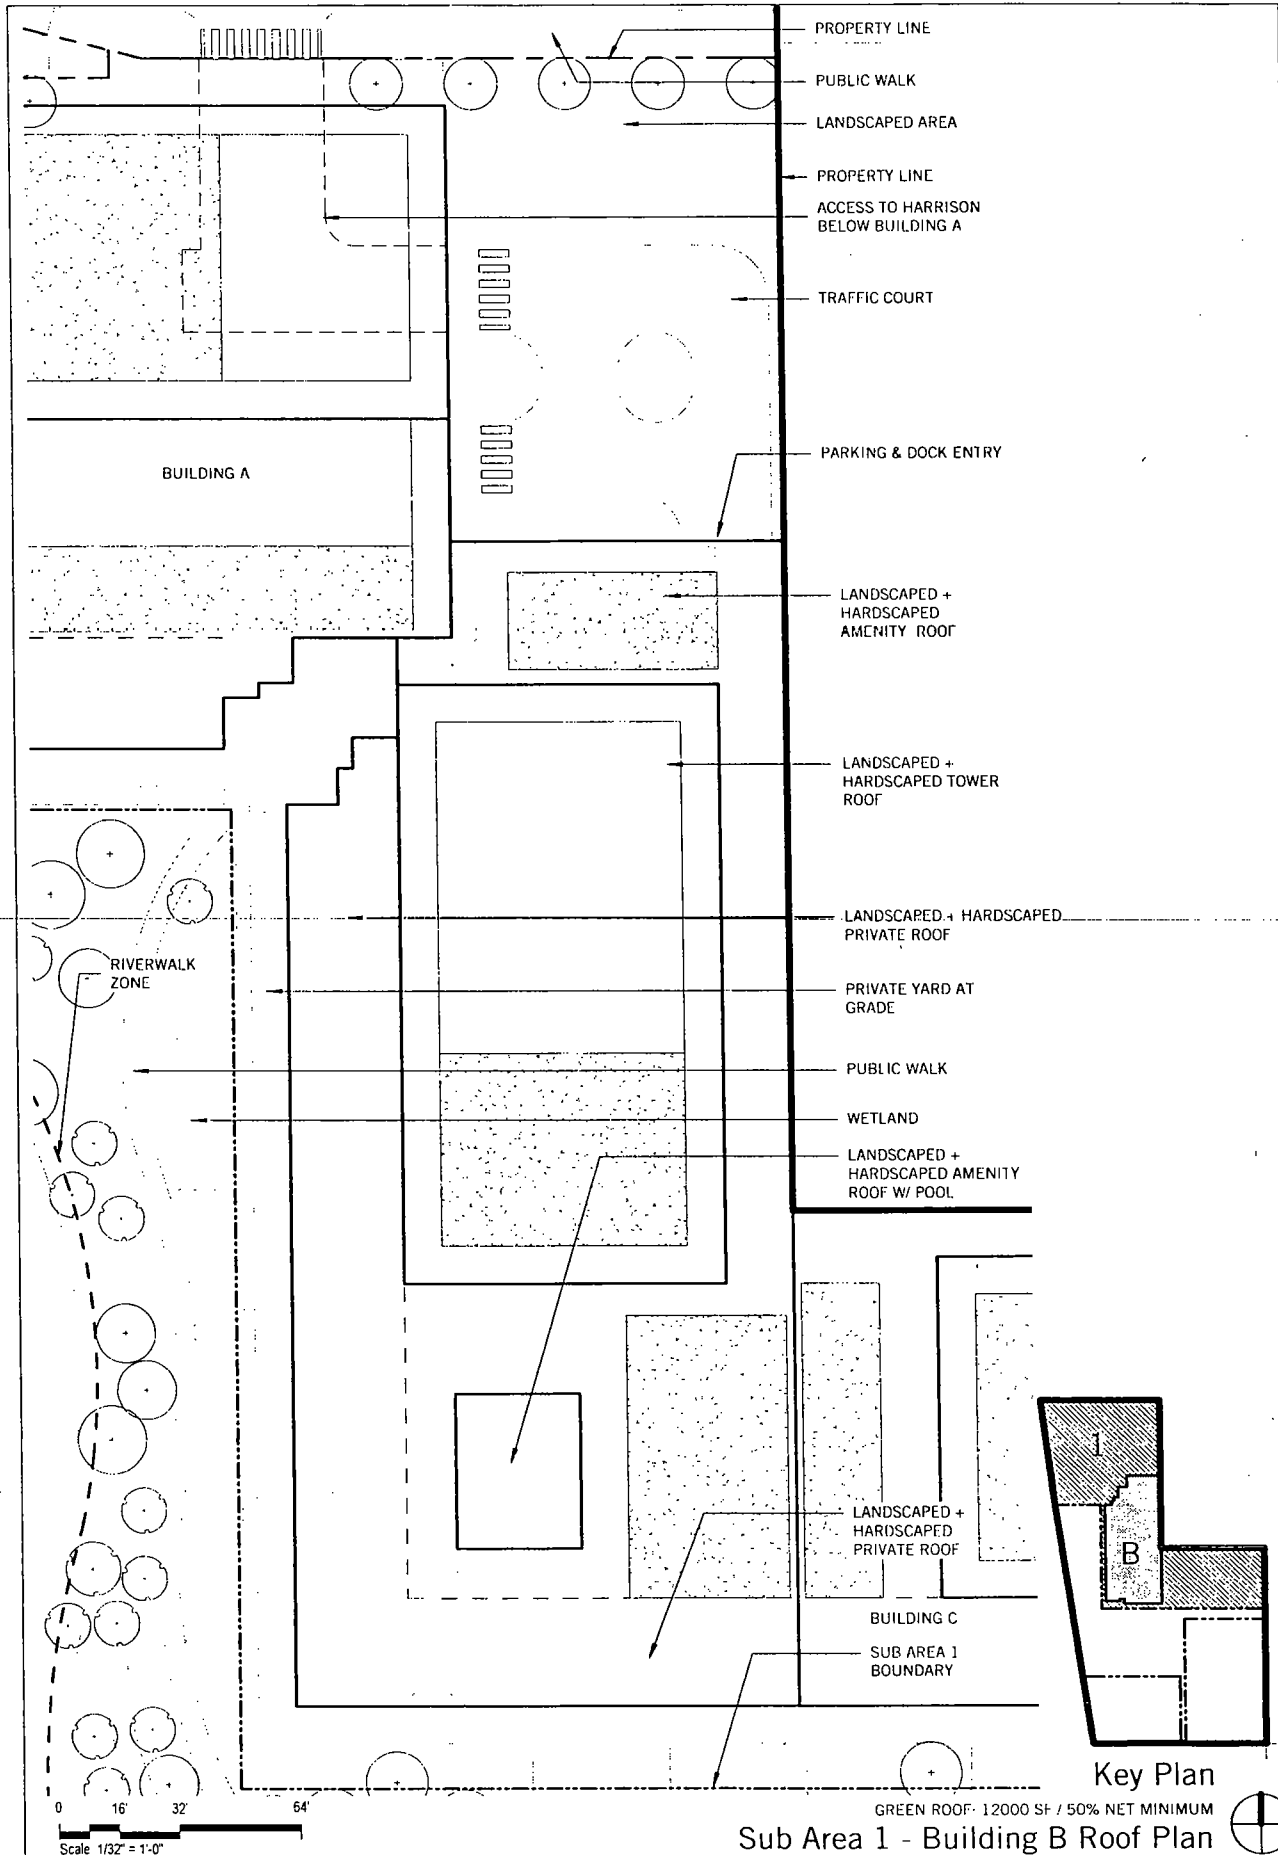 PROPERTY LINE
PUBLIC WALK
LANDSCAPED AREA
PROPERTY LINE
ACCESS TO HARRISON
BELOW BUILDING A
TRAFFIC COURT
PARKING & DOCK ENTRY
BUILDING A
LANDSCAPED +
HARDSCAPED
AMENITY ROOF
LANDSCAPED +
HARDSCAPED TOWER
ROOF
LANDSCAPED + HARDSCAPED
PRIVATE ROOF
RIVERWALK
ZONE
PRIVATE YARD AT
GRADE
PUBLIC WALK
WETLAND
LANDSCAPED +
HARDSCAPED AMENITY
ROOF W/ POOL
LANDSCAPED +
HARDSCAPED
PRIVATE ROOF
BUILDING C
SUB AREA 1
BOUNDARY
1
B
Key Plan
0 16' 32' 64'
Scale 1/32" = 1'-0"
GREEN ROOF: 12000 SF / 50% NET MINIMUM
Sub Area 1 - Building B Roof Plan